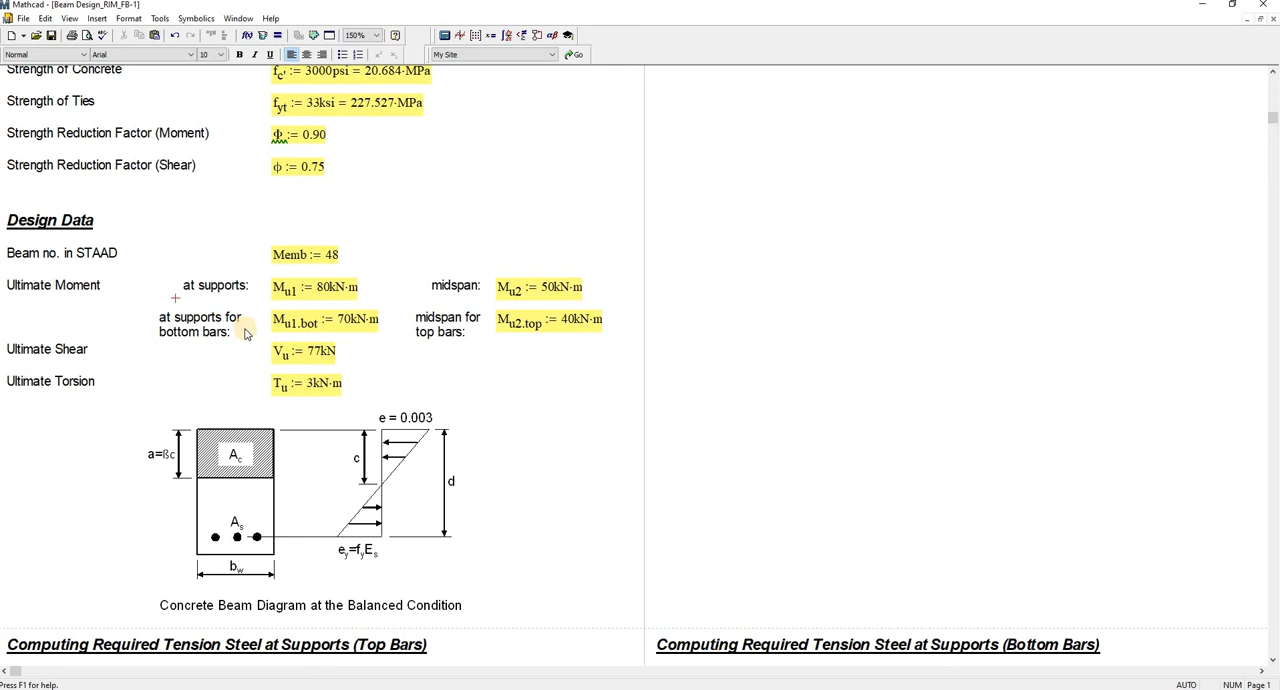 Mathcad - [Beam Design_RIM_FB-1]
File Edit View Insert Format Tools Symbolics Window Help
150%
Normal Arial 10 B I U My Site Go
Strength of Concrete fc' := 3000psi = 20.684·MPa
Strength of Ties fyt := 33ksi = 227.527·MPa
Strength Reduction Factor (Moment) Φ := 0.90
Strength Reduction Factor (Shear) ϕ := 0.75
Design Data
Beam no. in STAAD Memb := 48
Ultimate Moment at supports: Mu1 := 80kN·m midspan: Mu2 := 50kN·m
at supports for bottom bars: Mu1.bot := 70kN·m midspan for top bars: Mu2.top := 40kN·m
Ultimate Shear Vu := 77kN
Ultimate Torsion Tu := 3kN·m
e = 0.003
a=ßc Ac c d
As
ey=fyEs
bw
Concrete Beam Diagram at the Balanced Condition
Computing Required Tension Steel at Supports (Top Bars) Computing Required Tension Steel at Supports (Bottom Bars)
Press F1 for help. AUTO NUM Page 1